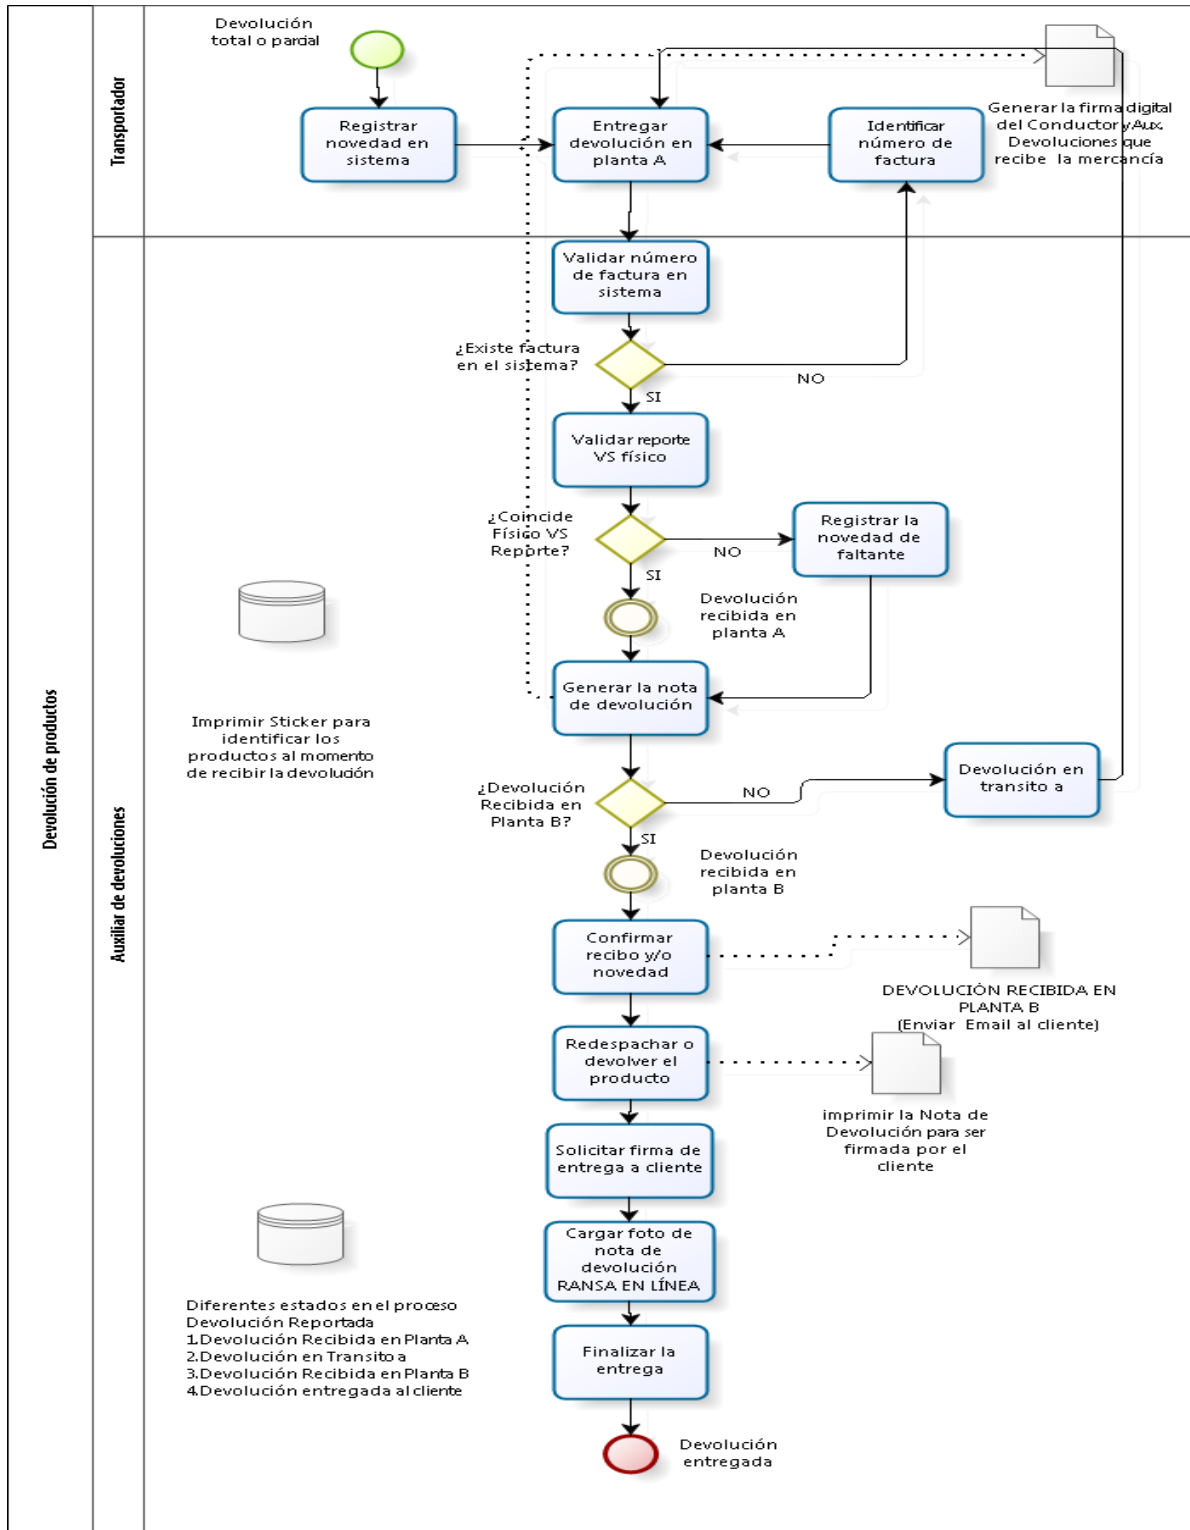 Devolución de productos
Transportador
Auxiliar de devoluciones
Devolución
total o parcial
Registrar
novedad en
sistema
Entregar
devolución en
planta A
Identificar
número de
factura
Generar la firma digital
del Conductor y Aux.
Devoluciones que
recibe la mercancía
Validar número
de factura en
sistema
¿Existe factura
en el sistema?
NO
SI
Validar reporte
VS físico
¿Coincide
Físico VS
Reporte?
NO
SI
Registrar la
novedad de
faltante
Devolución
recibida en
planta A
Generar la nota
de devolución
Imprimir Sticker para
identificar los
productos al momento
de recibir la devolución
¿Devolución
Recibida en
Planta B?
NO
SI
Devolución en
transito a
Devolución
recibida en
planta B
Confirmar
recibo y/o
novedad
DEVOLUCIÓN RECIBIDA EN
PLANTA B
(Enviar Email al cliente)
Redespachar o
devolver el
producto
imprimir la Nota de
Devolución para ser
firmada por el
cliente
Solicitar firma de
entrega a cliente
Cargar foto de
nota de
devolución
RANSA EN LÍNEA
Diferentes estados en el proceso
Devolución Reportada
1.Devolución Recibida en Planta A
2.Devolución en Transito a
3.Devolución Recibida en Planta B
4.Devolución entregada al cliente
Finalizar la
entrega
Devolución
entregada